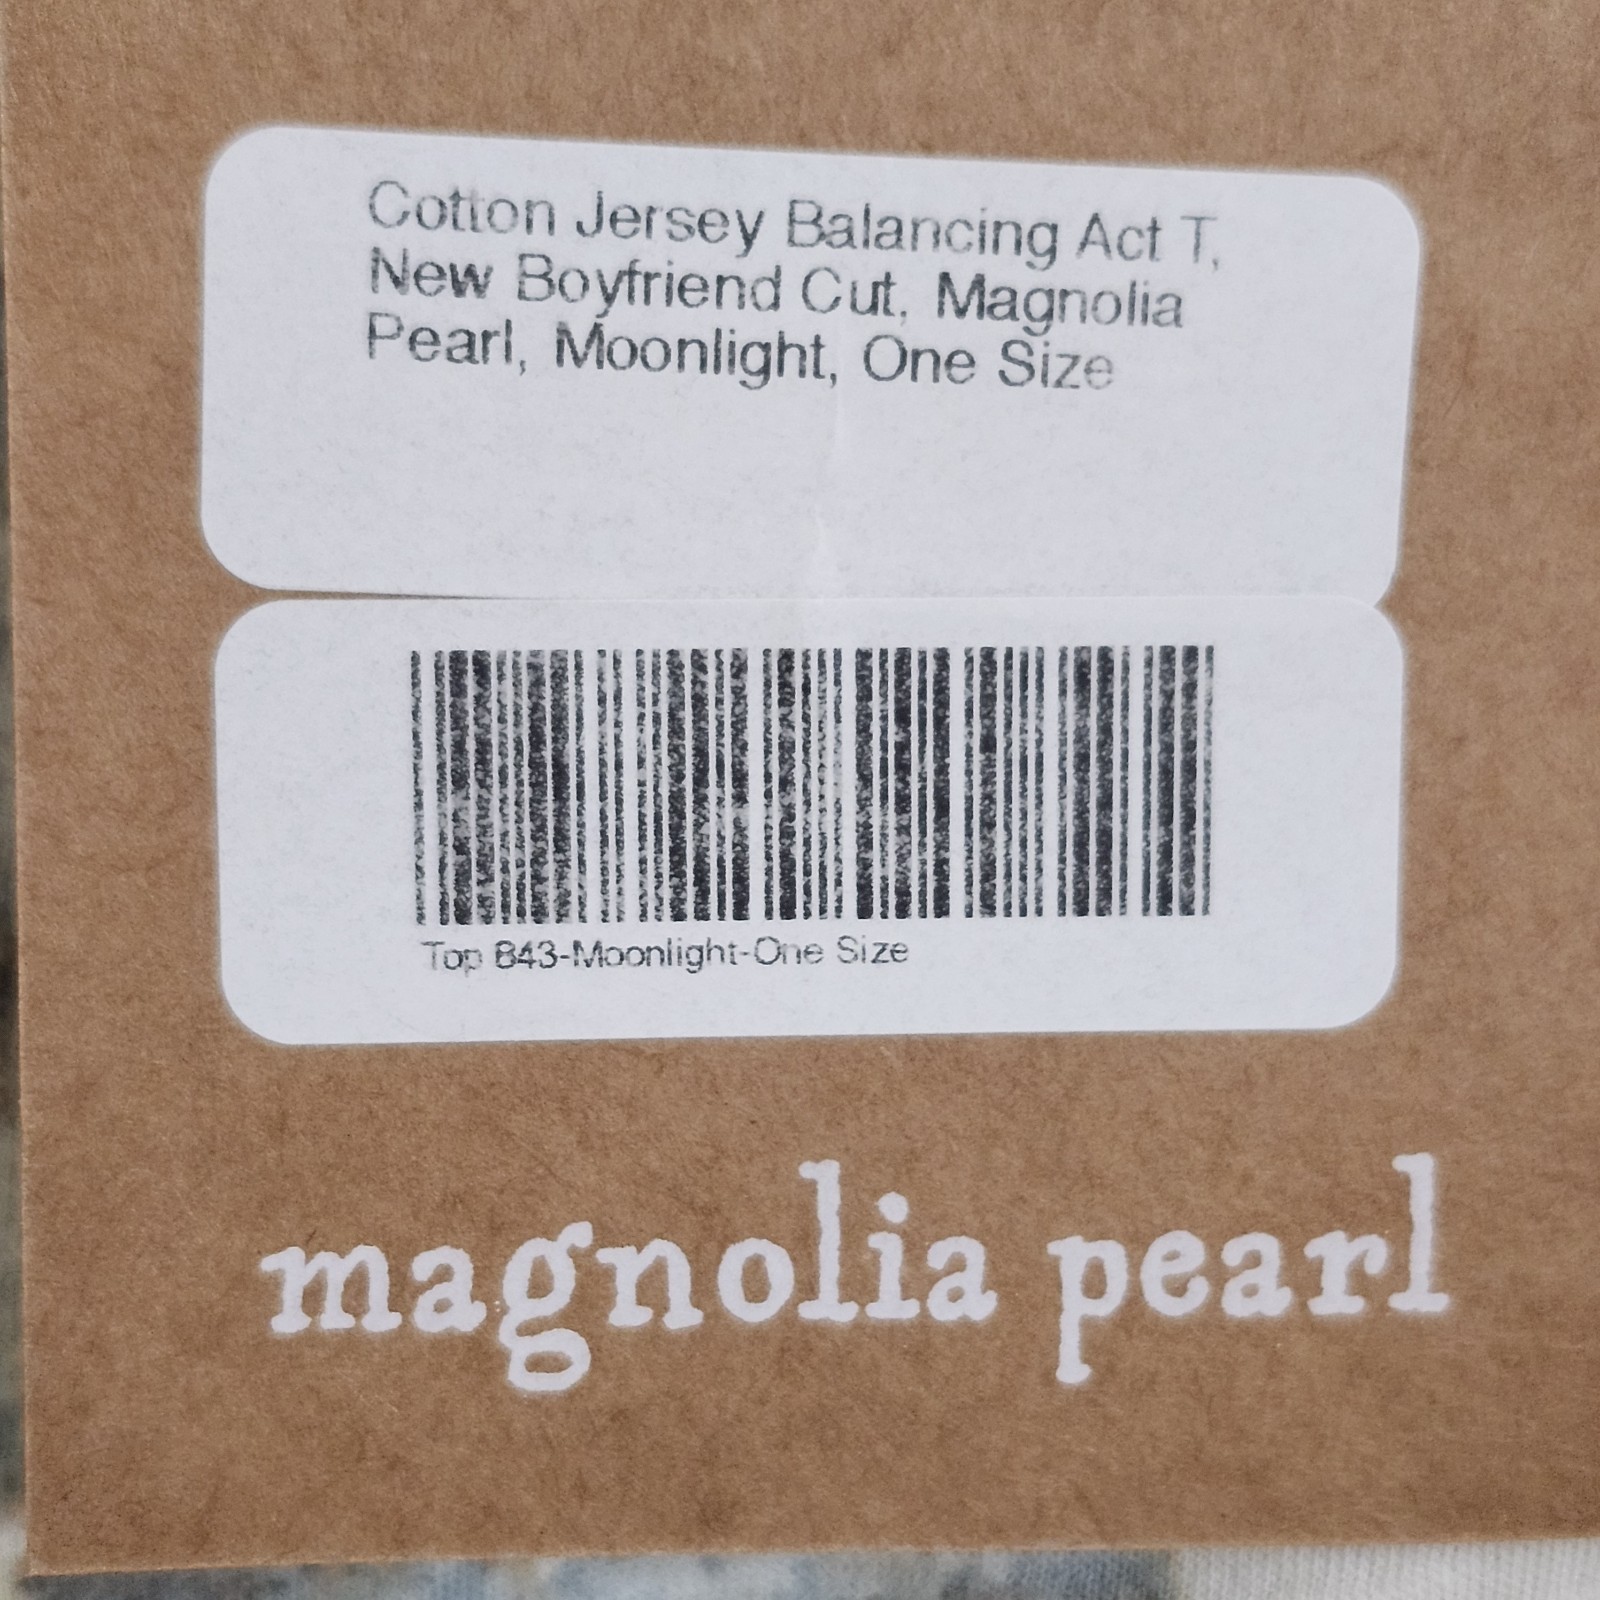 Cotton Jersey Balancing Act T,
New Boyfriend Cut, Magnolia
Pearl, Moonlight, One Size
Top 843-Moonlight-One Size
magnolia pearl